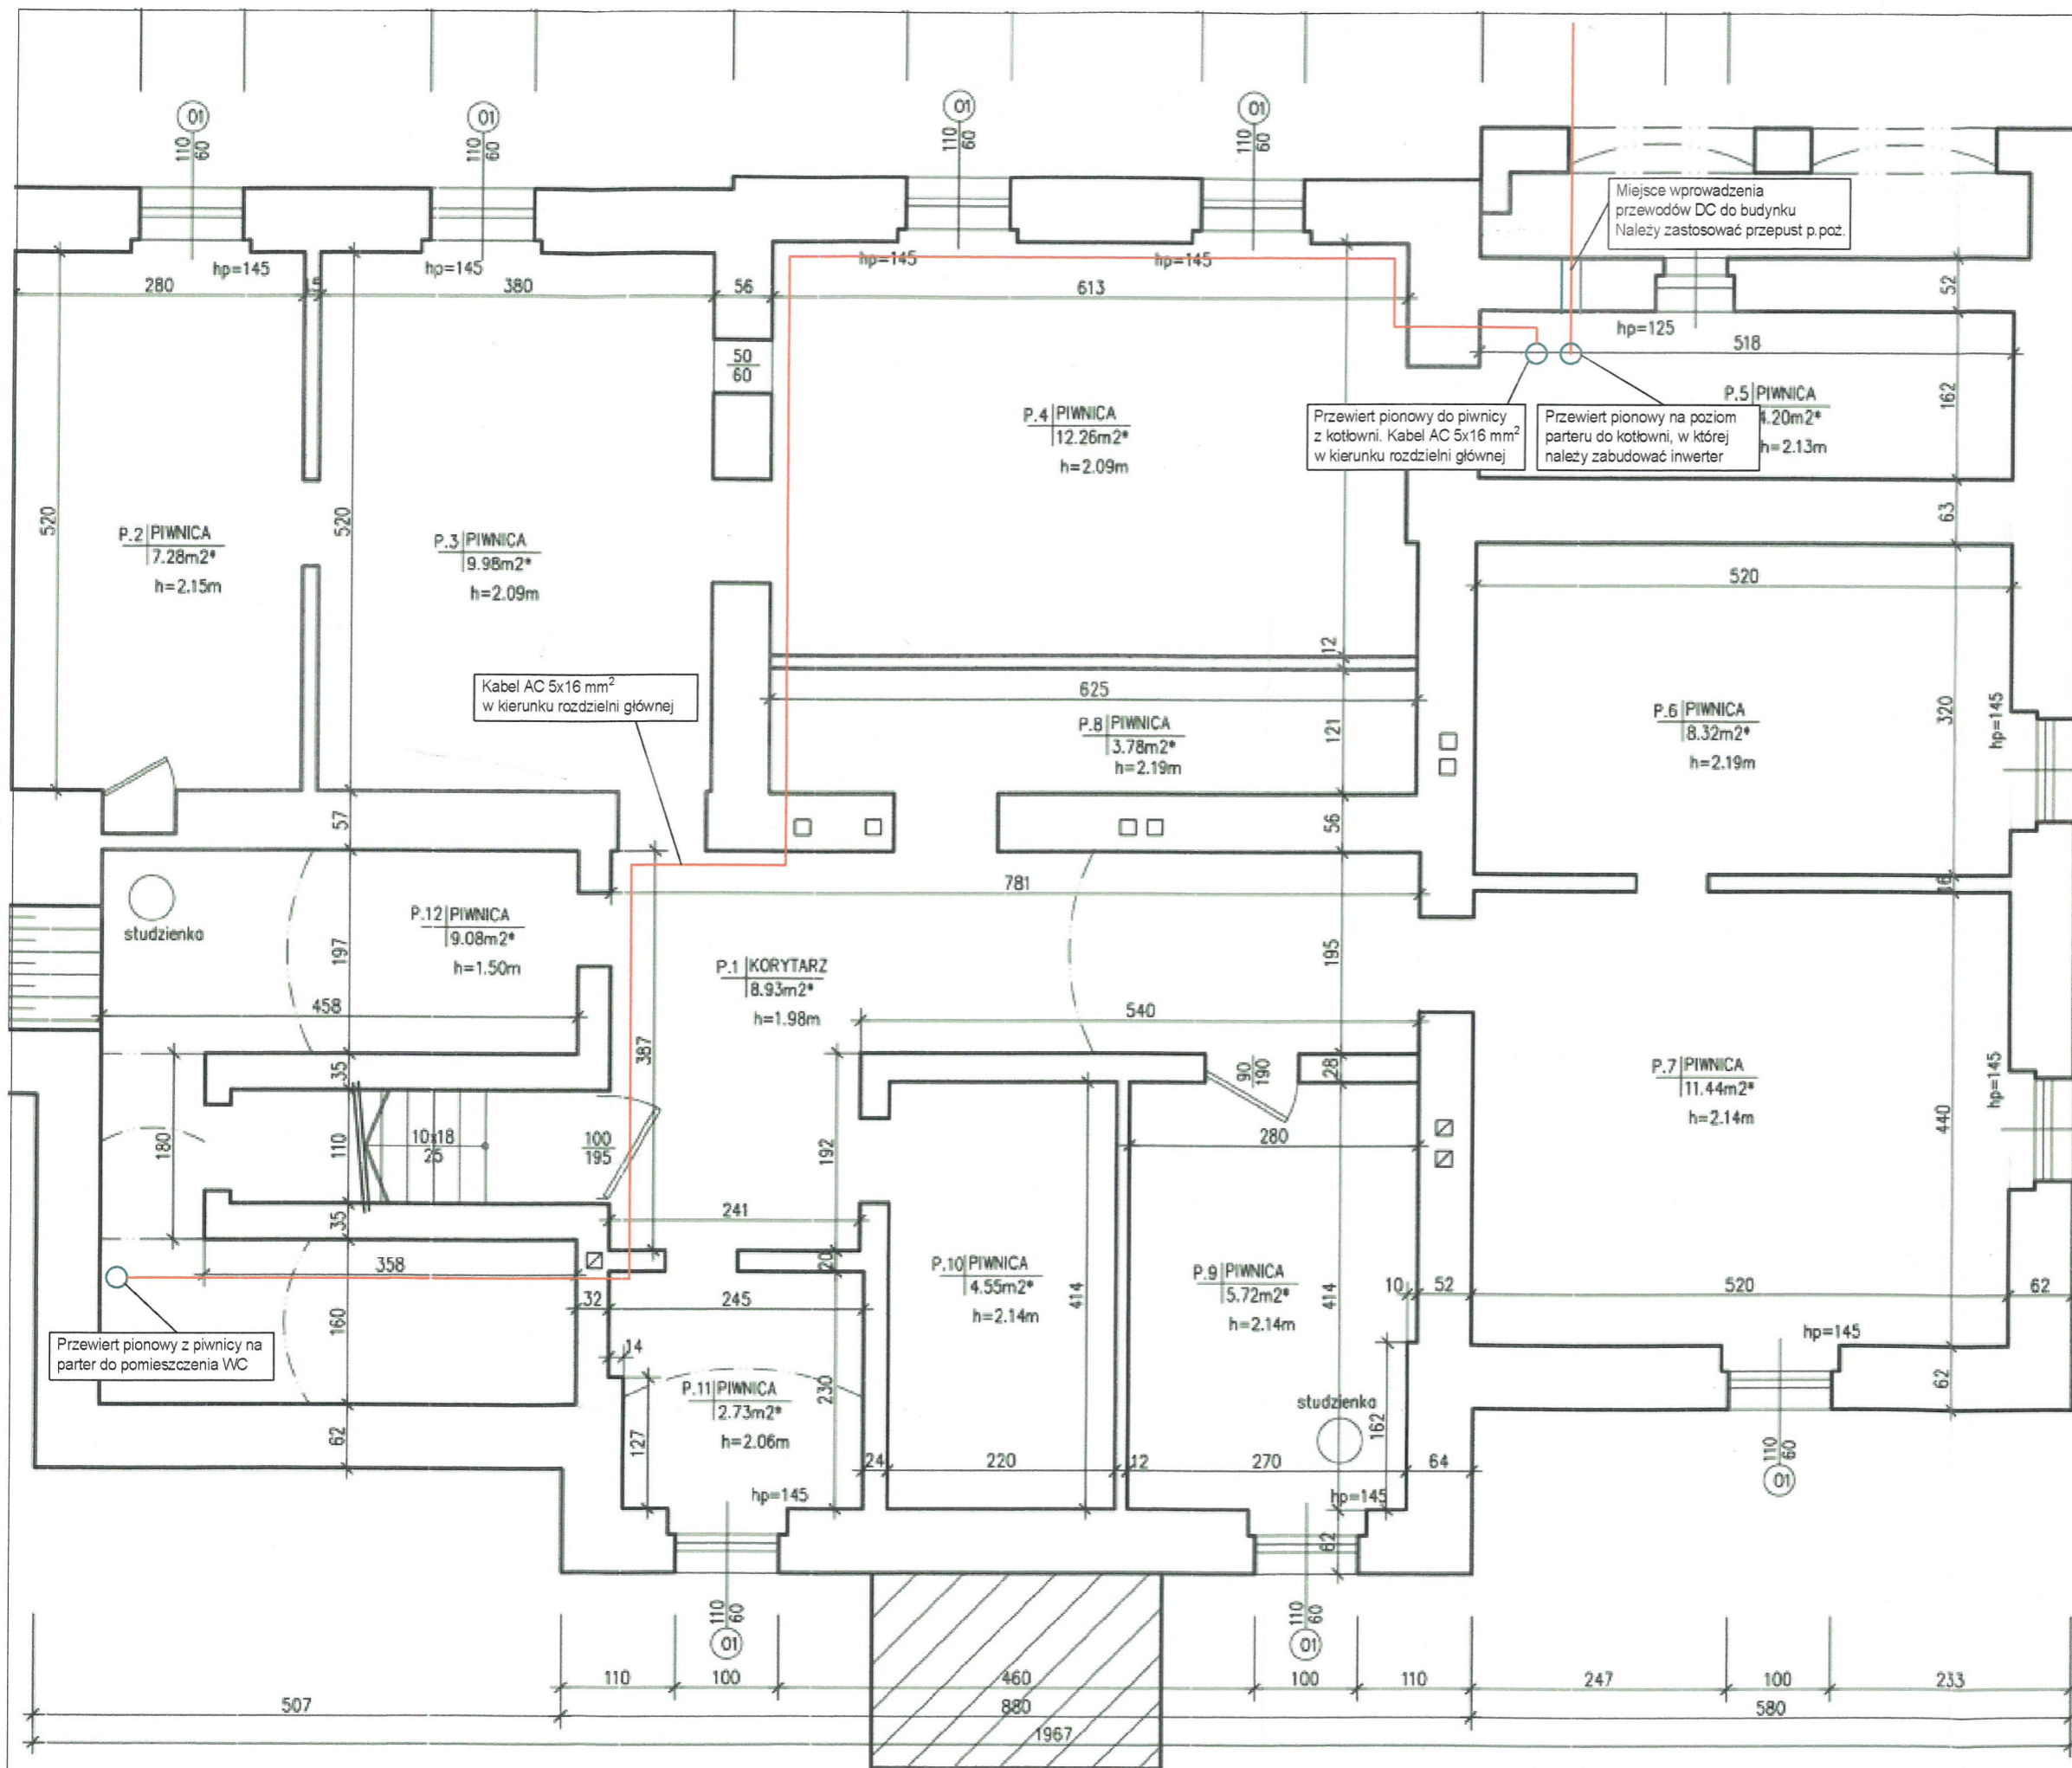 01
01
01
01
110
60
110
60
110
60
110
60
Miejsce wprowadzenia
przewodów DC do budynku
Należy zastosować przepust p.poż.
hp=145
hp=145
hp=145
hp=145
280
15
380
56
613
52
hp=125
518
50
60
P.4 PIWNICA
12.26m2*
h=2.09m
Przewiert pionowy do piwnicy
z kotłowni. Kabel AC 5x16 mm²
w kierunku rozdzielni głównej
Przewiert pionowy na poziom
parteru do kotłowni, w której
należy zabudować inwerter
P.5 PIWNICA
4.20m2*
h=2.13m
162
520
520
63
P.2 PIWNICA
7.28m2*
h=2.15m
P.3 PIWNICA
9.98m2*
h=2.09m
520
12
Kabel AC 5x16 mm²
w kierunku rozdzielni głównej
625
P.8 PIWNICA
3.78m2*
h=2.19m
121
P.6 PIWNICA
8.32m2*
h=2.19m
320
hp=145
57
56
781
16
studzienka
P.12 PIWNICA
9.08m2*
h=1.50m
197
458
P.1 KORYTARZ
8.93m2*
h=1.98m
195
540
387
35
90
190
28
P.7 PIWNICA
11.44m2*
h=2.14m
hp=145
440
180
110
10x18
25
100
195
192
280
35
241
358
20
P.10 PIWNICA
4.55m2*
h=2.14m
414
P.9 PIWNICA
5.72m2*
h=2.14m
414
10
52
520
62
32
245
160
Przewiert pionowy z piwnicy na
parter do pomieszczenia WC
14
hp=145
P.11 PIWNICA
2.73m2*
h=2.06m
230
127
studzienka
162
62
62
24
220
12
270
64
hp=145
hp=145
62
110
60
01
110
60
01
110
60
01
110
100
460
100
110
247
100
233
507
880
580
1967